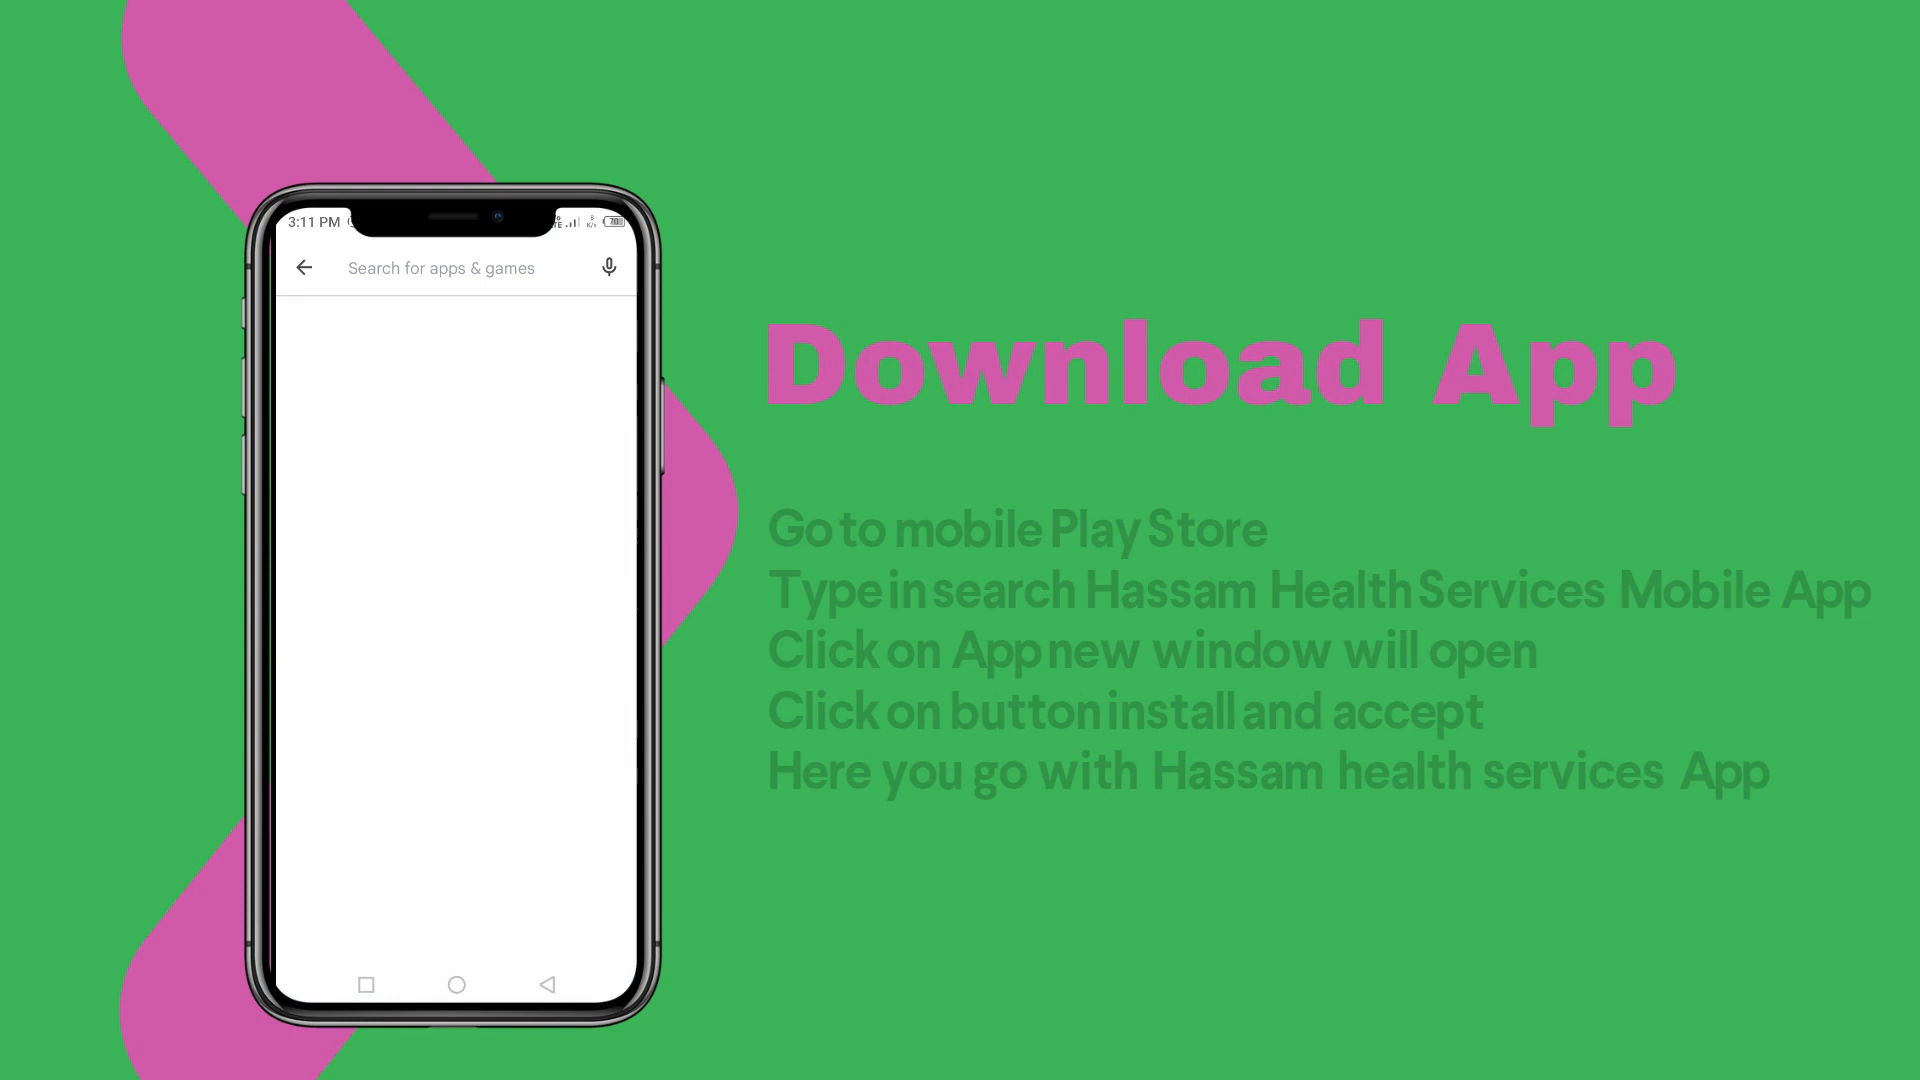 3:11 PM
Search for apps & games
Download App
Go to mobile Play Store
Type in search Hassam Health Services Mobile App
Click on App new window will open
Click on button install and accept
Here you go with Hassam health services App